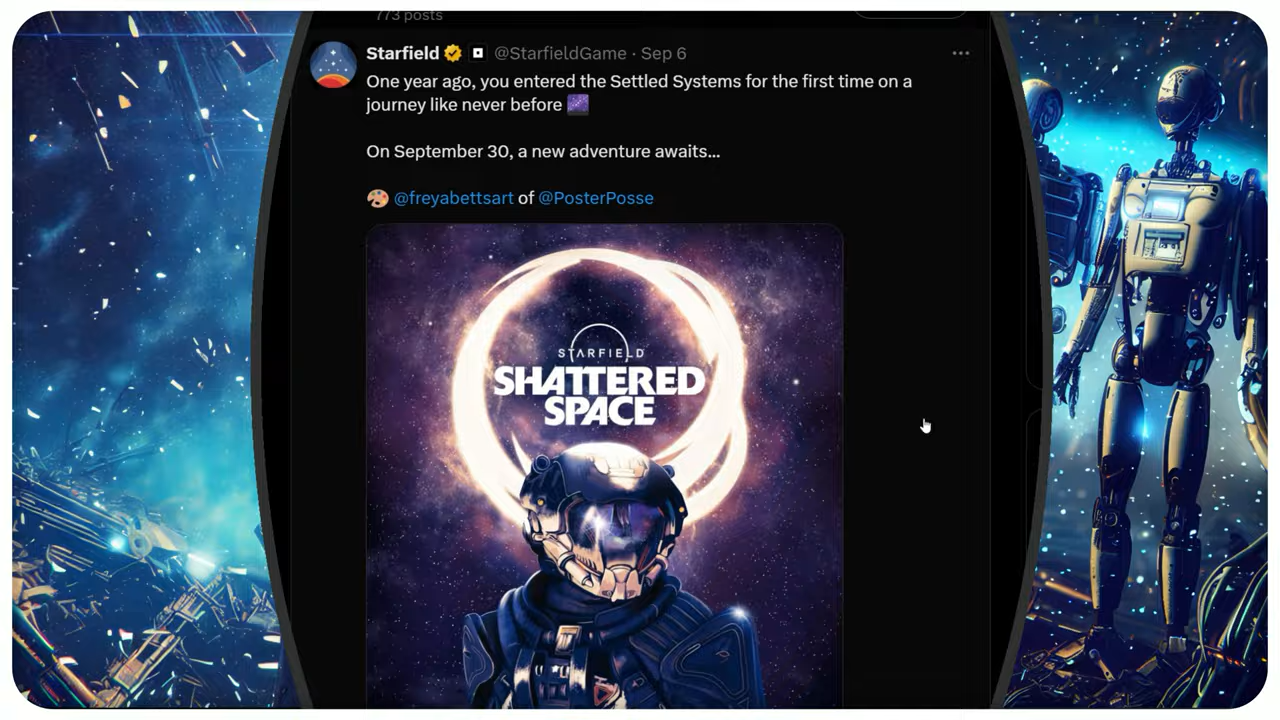 773 posts
Starfield @StarfieldGame · Sep 6
One year ago, you entered the Settled Systems for the first time on a
journey like never before
On September 30, a new adventure awaits...
@freyabettsart of @PosterPosse
STARFIELD
SHATTERED
SPACE